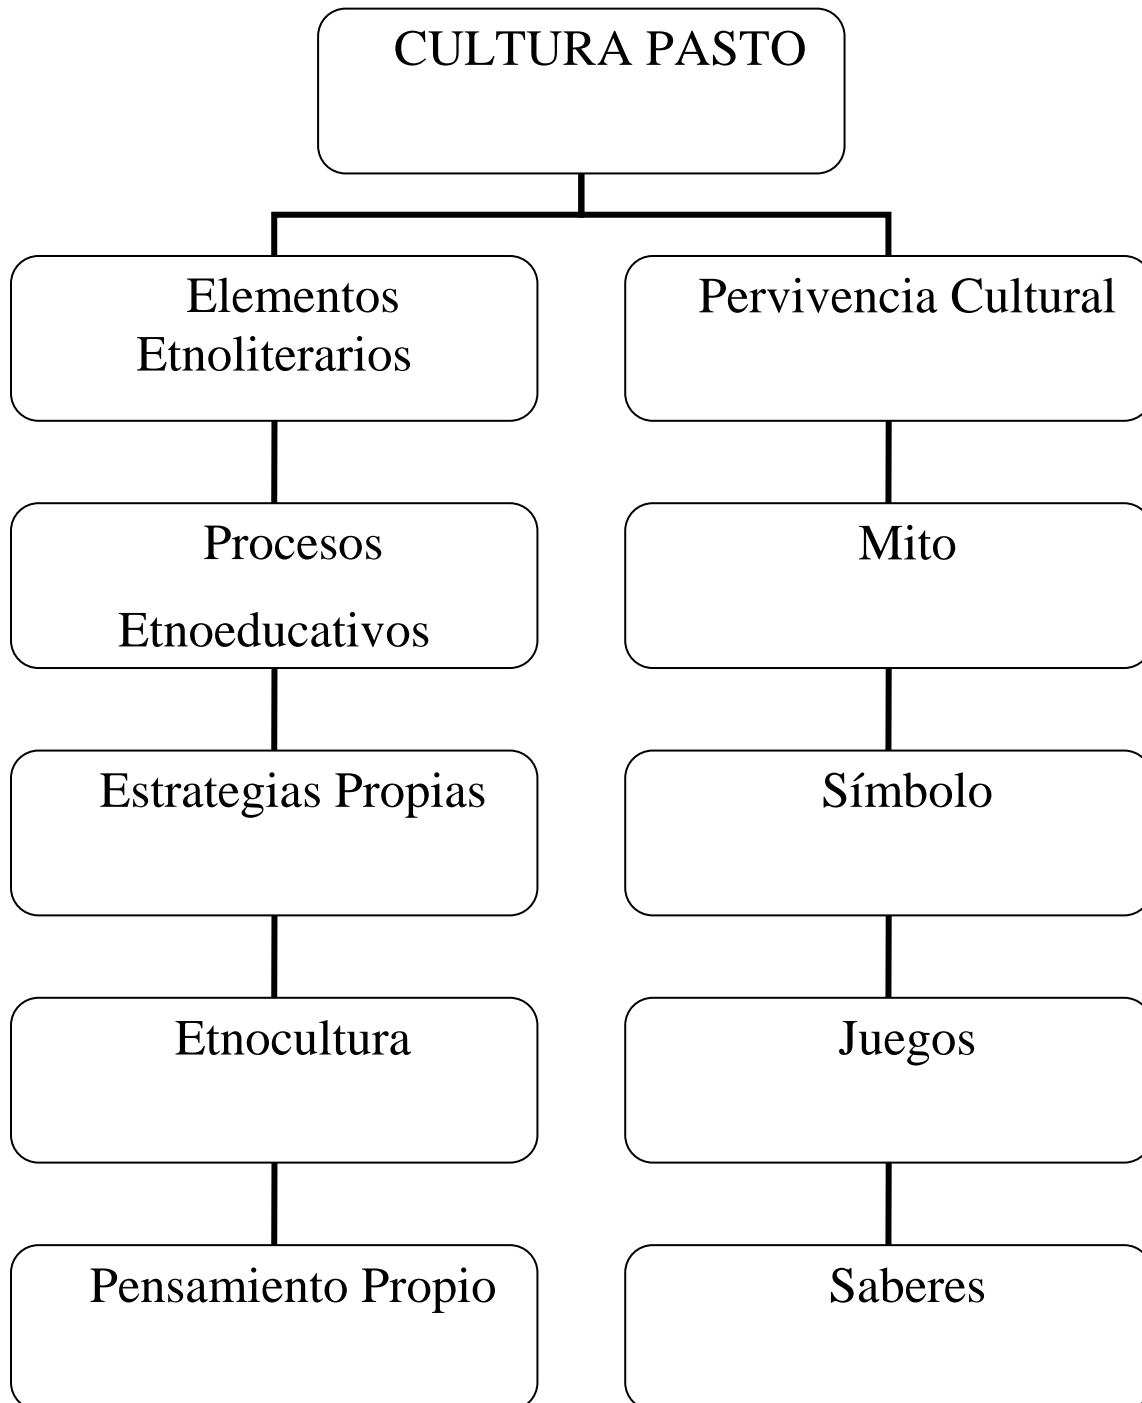 CULTURA PASTO
Elementos
Etnoliterarios
Pervivencia Cultural
Procesos
Etnoeducativos
Mito
Estrategias Propias
Símbolo
Etnocultura
Juegos
Pensamiento Propio
Saberes